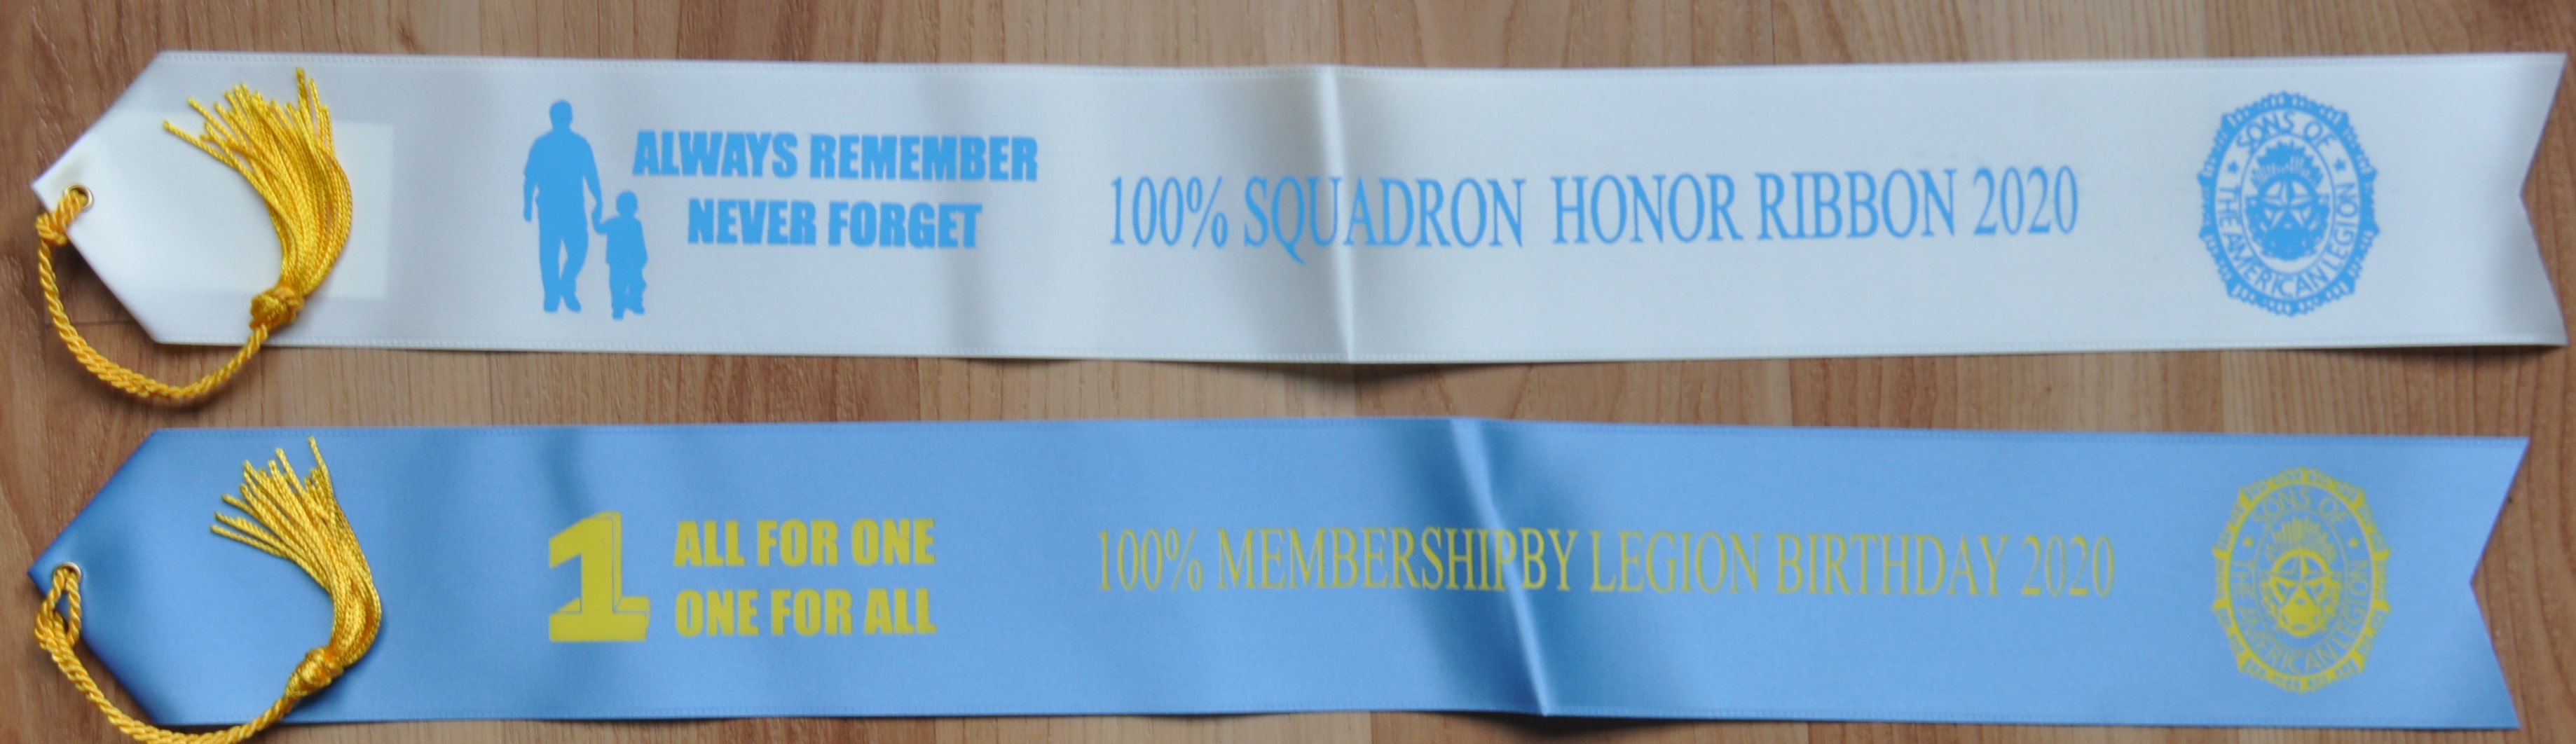 ALWAYS REMEMBER
NEVER FORGET
100% SQUADRON HONOR RIBBON 2020
SONS OF
THE AMERICAN LEGION
1
ALL FOR ONE
ONE FOR ALL
100% MEMBERSHIPBY LEGION BIRTHDAY 2020
SONS OF
THE AMERICAN LEGION